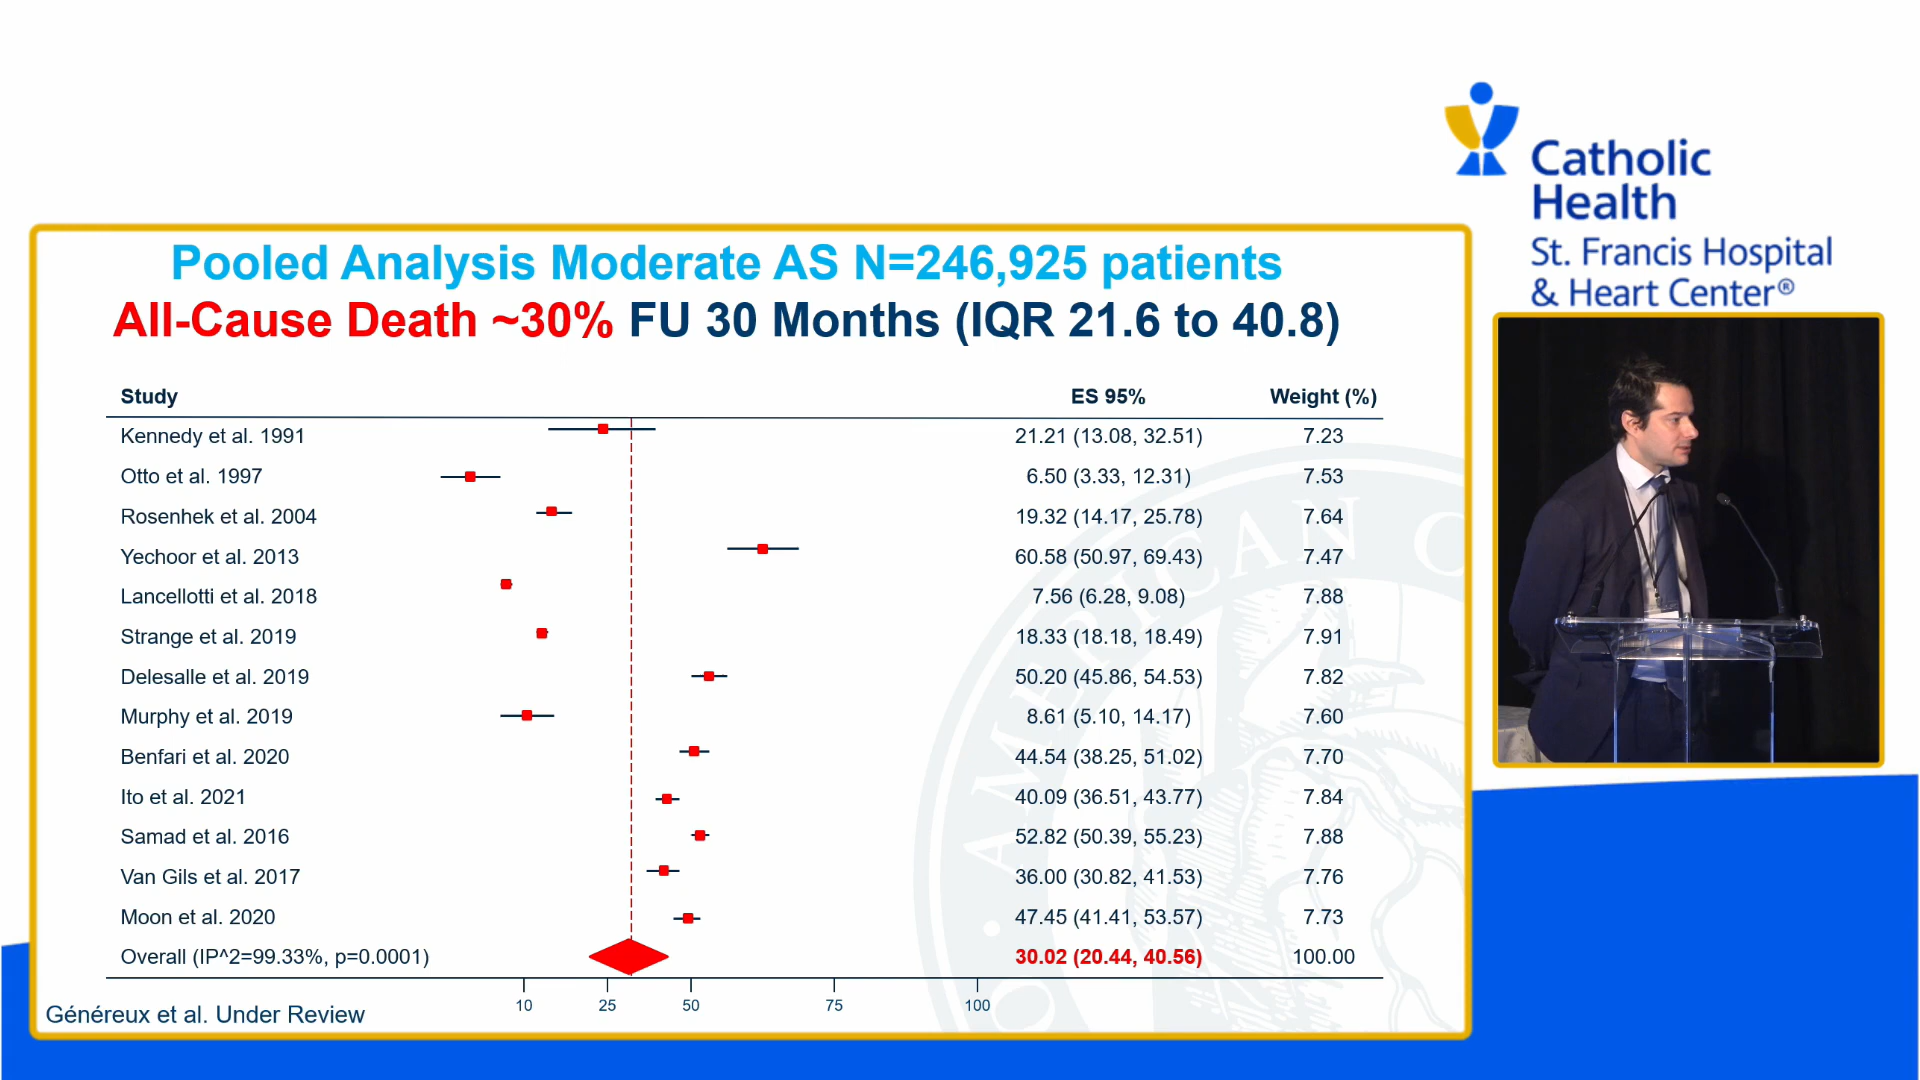 Catholic
Health
St. Francis Hospital
& Heart Center®
Pooled Analysis Moderate AS N=246,925 patients
All-Cause Death ~30% FU 30 Months (IQR 21.6 to 40.8)
Study ES 95% Weight (%)
Kennedy et al. 1991 21.21 (13.08, 32.51) 7.23
Otto et al. 1997 6.50 (3.33, 12.31) 7.53
Rosenhek et al. 2004 19.32 (14.17, 25.78) 7.64
Yechoor et al. 2013 60.58 (50.97, 69.43) 7.47
Lancellotti et al. 2018 7.56 (6.28, 9.08) 7.88
Strange et al. 2019 18.33 (18.18, 18.49) 7.91
Delesalle et al. 2019 50.20 (45.86, 54.53) 7.82
Murphy et al. 2019 8.61 (5.10, 14.17) 7.60
Benfari et al. 2020 44.54 (38.25, 51.02) 7.70
Ito et al. 2021 40.09 (36.51, 43.77) 7.84
Samad et al. 2016 52.82 (50.39, 55.23) 7.88
Van Gils et al. 2017 36.00 (30.82, 41.53) 7.76
Moon et al. 2020 47.45 (41.41, 53.57) 7.73
Overall (IP^2=99.33%, p=0.0001) 30.02 (20.44, 40.56) 100.00
10 25 50 75 100
Généreux et al. Under Review
AMERICAN C